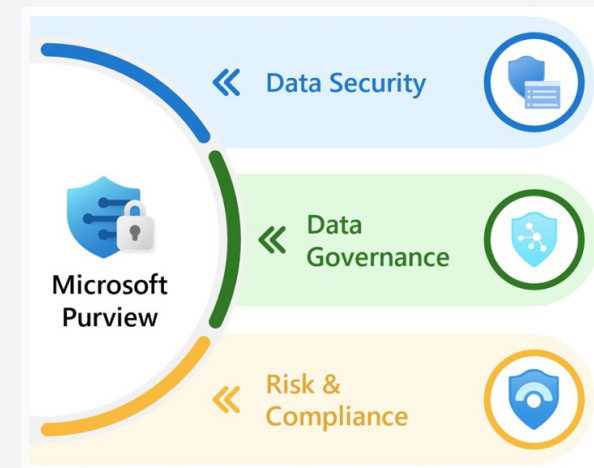 Data Security
Data
Governance
Microsoft
Purview
Risk &
Compliance